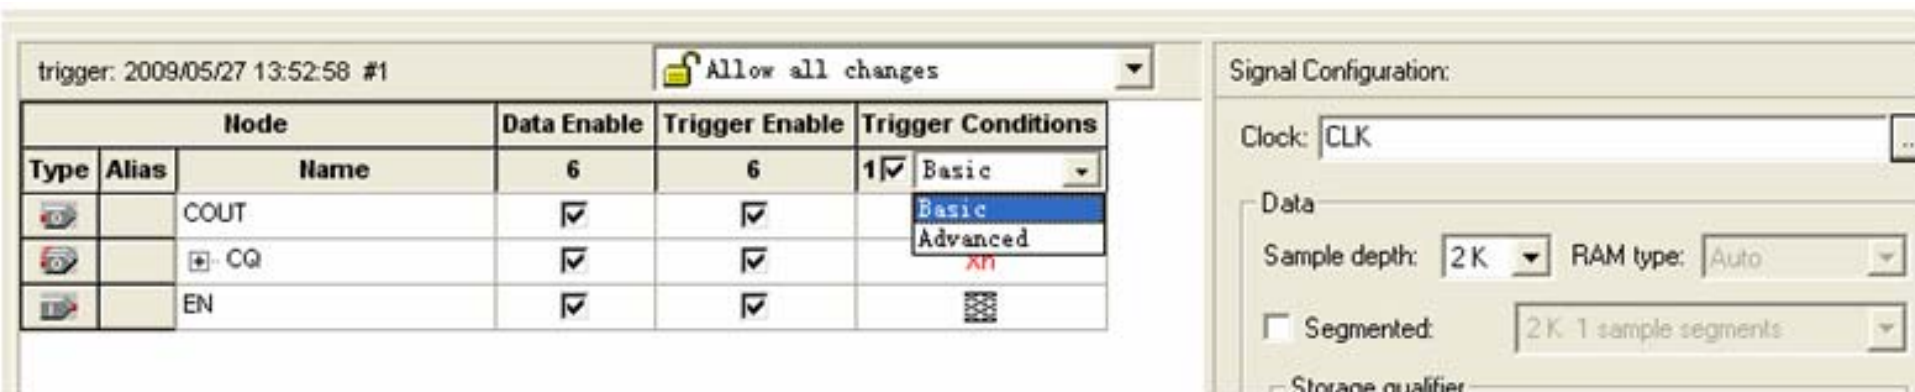 trigger: 2009/05/27 13:52:58 #1
Allow all changes
Signal Configuration:
Node
Data Enable
Trigger Enable
Trigger Conditions
Clock: CLK
...
Type
Alias
Name
6
6
1
Basic
Basic
Advanced
COUT
CQ
Xh
EN
Data
Sample depth: 2 K
RAM type: Auto
Segmented: 2 K 1 sample segments
Storage qualifier